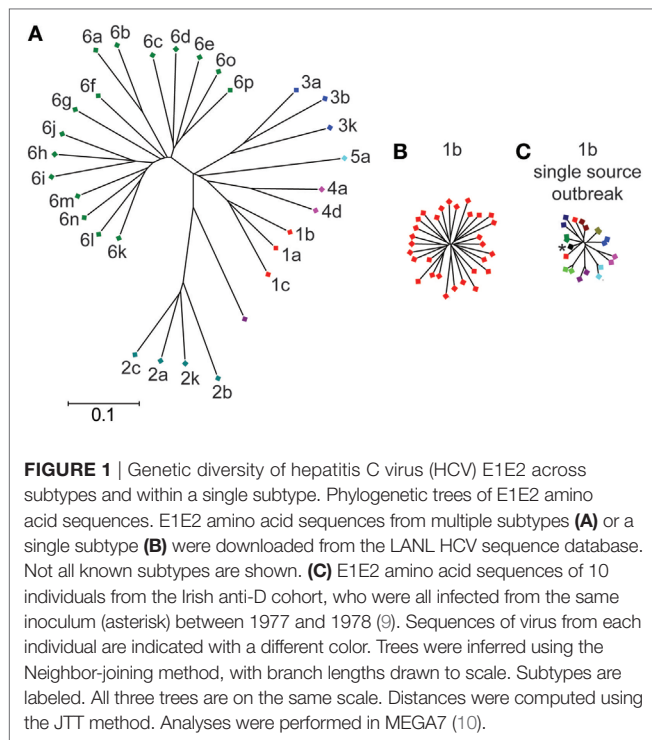 A
6a
6b
6c
6d
6e
6o
6p
6f
6g
6j
6h
6i
6m
6n
6l
6k
3a
3b
3k
5a
4a
4d
1b
1a
1c
2c
2a
2k
2b
0.1
B
1b
C
1b
single source
outbreak
*
FIGURE 1 | Genetic diversity of hepatitis C virus (HCV) E1E2 across
subtypes and within a single subtype. Phylogenetic trees of E1E2 amino
acid sequences. E1E2 amino acid sequences from multiple subtypes (A) or a
single subtype (B) were downloaded from the LANL HCV sequence database.
Not all known subtypes are shown. (C) E1E2 amino acid sequences of 10
individuals from the Irish anti-D cohort, who were all infected from the same
inoculum (asterisk) between 1977 and 1978 (9). Sequences of virus from each
individual are indicated with a different color. Trees were inferred using the
Neighbor-joining method, with branch lengths drawn to scale. Subtypes are
labeled. All three trees are on the same scale. Distances were computed using
the JTT method. Analyses were performed in MEGA7 (10).